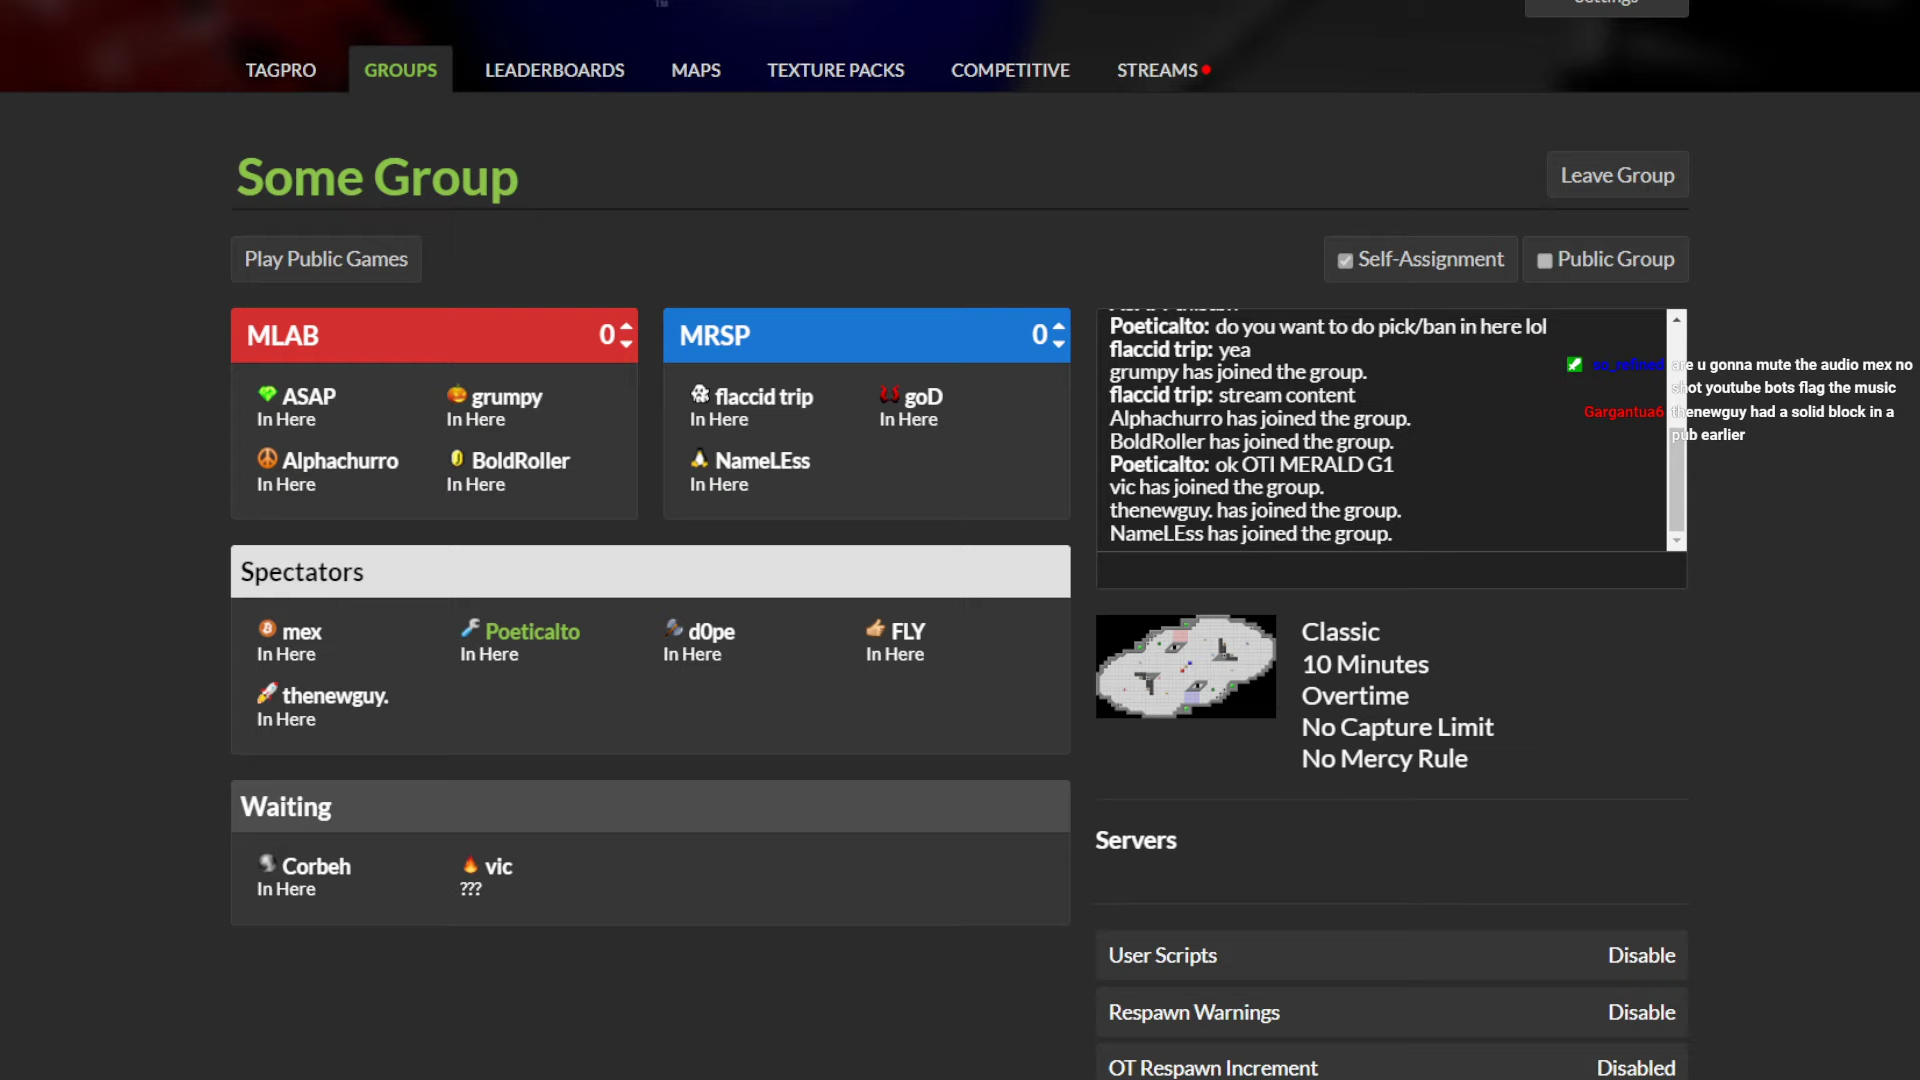 TM
Settings
TAGPRO GROUPS LEADERBOARDS MAPS TEXTURE PACKS COMPETITIVE STREAMS
Some Group
Leave Group
Play Public Games
Self-Assignment
Public Group
MLAB 0
ASAP
In Here
grumpy
In Here
Alphachurro
In Here
BoldRoller
In Here
MRSP 0
flaccid trip
In Here
goD
In Here
NameLEss
In Here
Poeticalto: do you want to do pick/ban in here lol
flaccid trip: yea
grumpy has joined the group.
flaccid trip: stream content
Alphachurro has joined the group.
BoldRoller has joined the group.
Poeticalto: ok OTI MERALD G1
vic has joined the group.
thenewguy. has joined the group.
NameLEss has joined the group.
so_refined are u gonna mute the audio mex no
shot youtube bots flag the music
Gargantua6 thenewguy had a solid block in a
pub earlier
Spectators
mex
In Here
Poeticalto
In Here
d0pe
In Here
FLY
In Here
thenewguy.
In Here
Waiting
Corbeh
In Here
vic
???
Classic
10 Minutes
Overtime
No Capture Limit
No Mercy Rule
Servers
User Scripts Disable
Respawn Warnings Disable
OT Respawn Increment Disabled